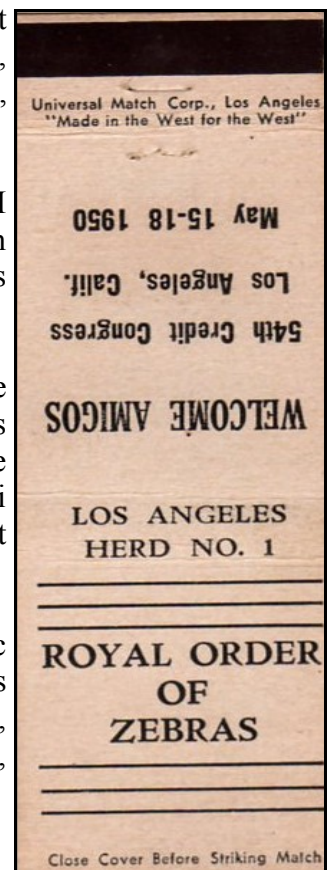 Universal Match Corp., Los Angeles
"Made in the West for the West"
WELCOME AMIGOS
54th Credit Congress
Los Angeles, Calif.
May 15-18 1950
LOS ANGELES
HERD NO. 1
ROYAL ORDER
OF
ZEBRAS
Close Cover Before Striking Match